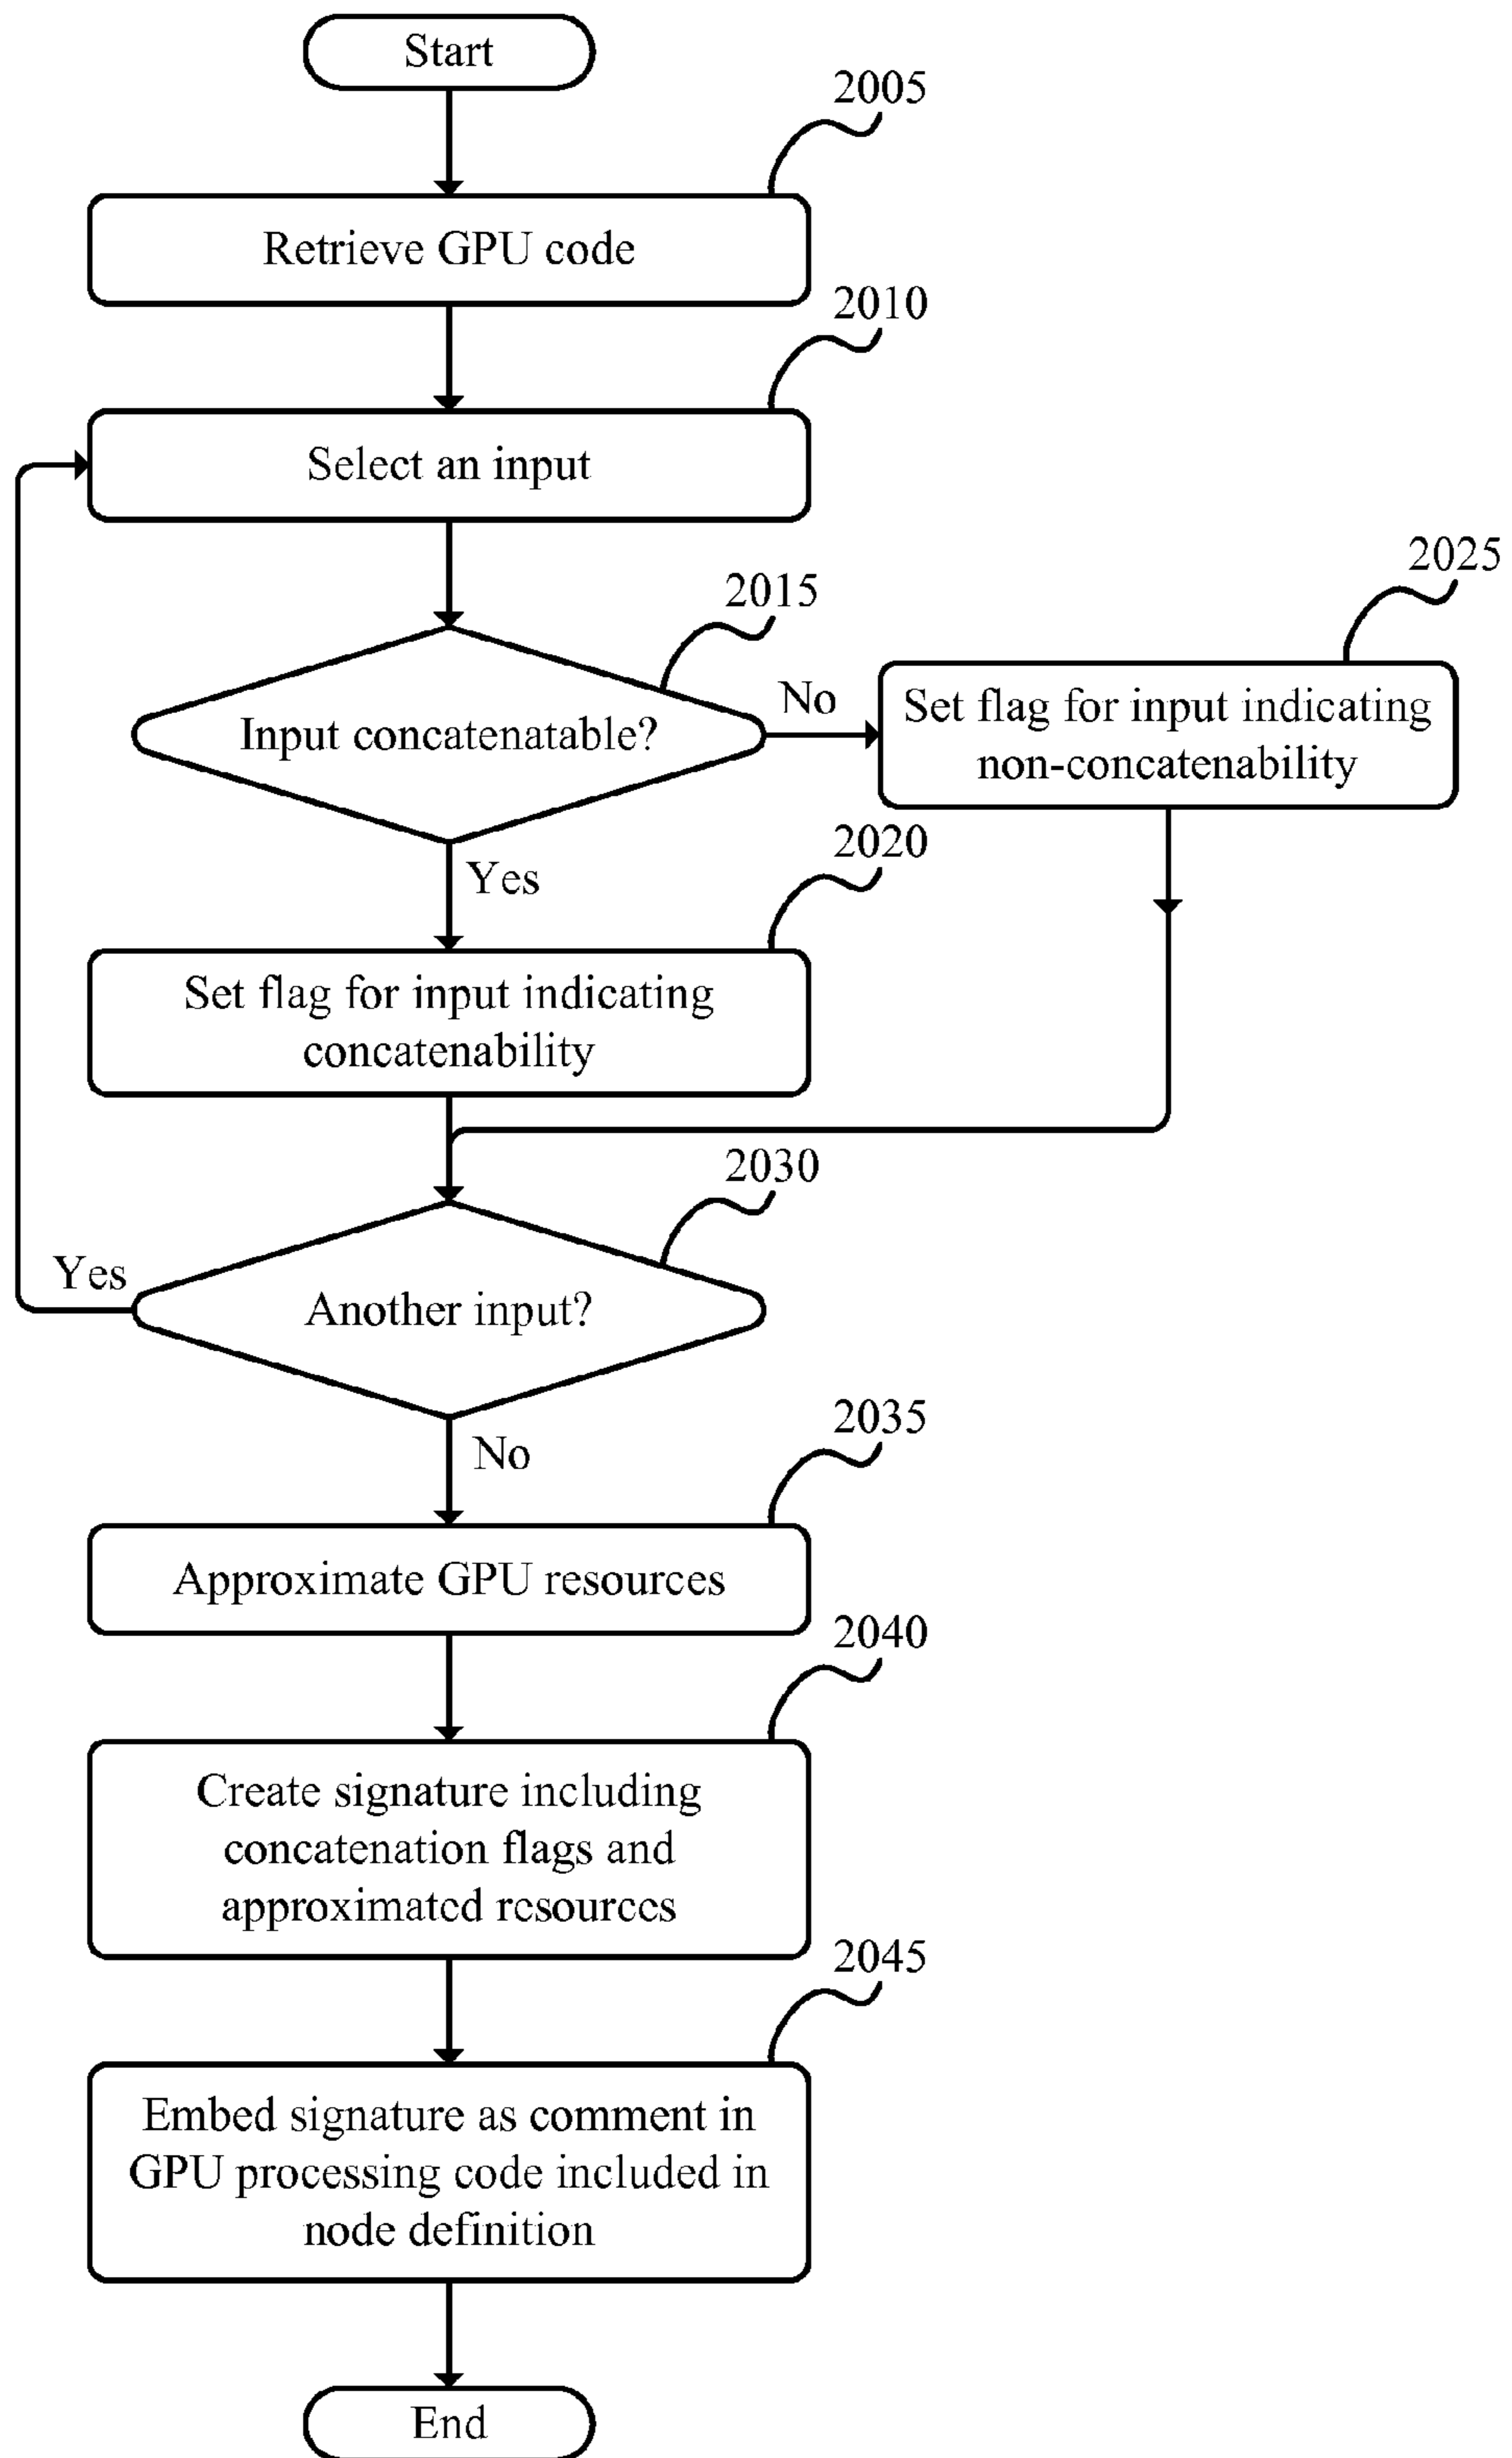 Start
2005
Retrieve GPU code
2010
Select an input
2015
Input concatenatable?
No
2025
Set flag for input indicating
non-concatenability
Yes
2020
Set flag for input indicating
concatenability
2030
Another input?
Yes
No
2035
Approximate GPU resources
2040
Create signature including
concatenation flags and
approximated resources
2045
Embed signature as comment in
GPU processing code included in
node definition
End